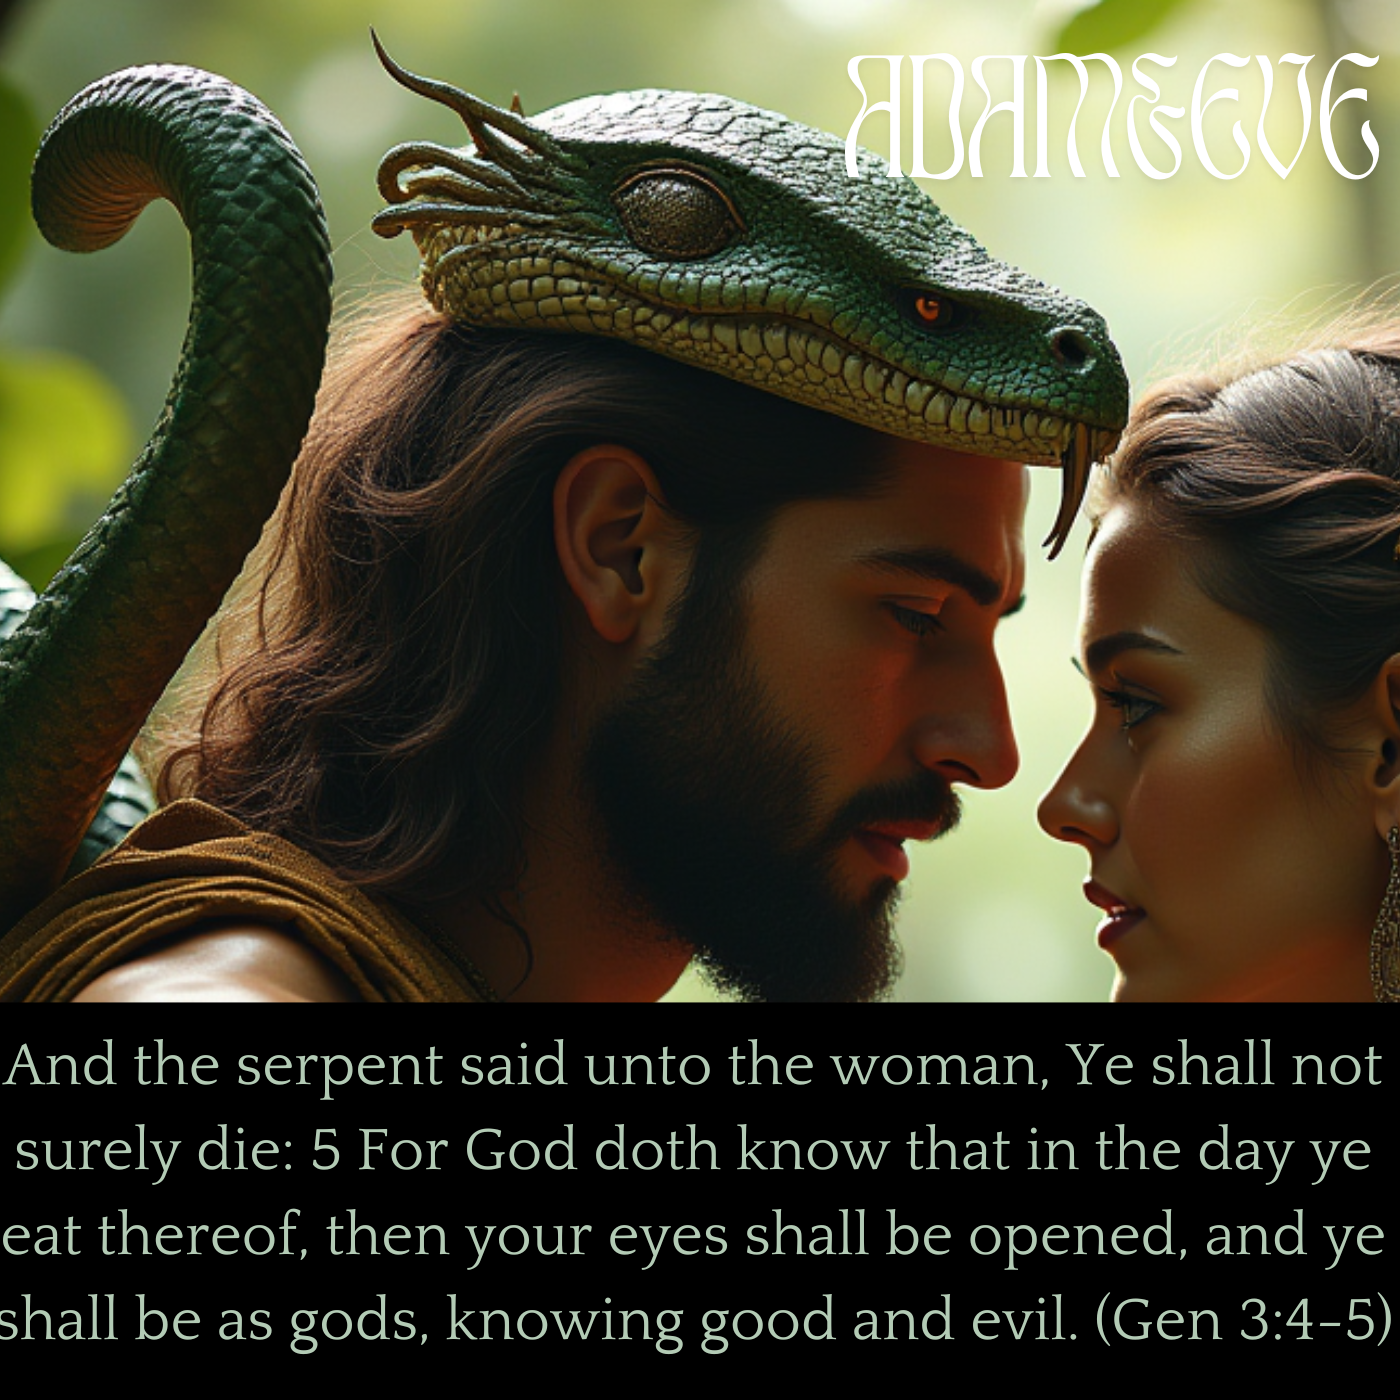 ADAM&EVE
And the serpent said unto the woman, Ye shall not
surely die: 5 For God doth know that in the day ye
eat thereof, then your eyes shall be opened, and ye
shall be as gods, knowing good and evil. (Gen 3:4-5)